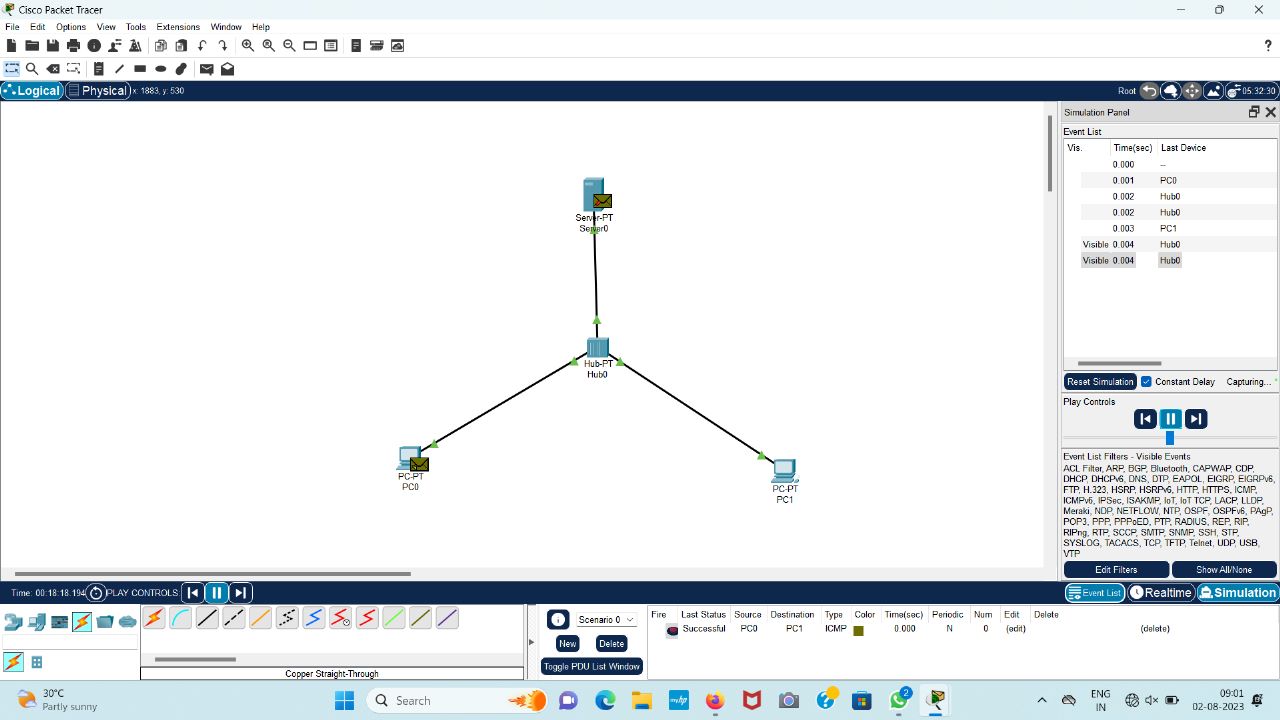 Cisco Packet Tracer
File Edit Options View Tools Extensions Window Help
?
Logical Physical x: 1883, y: 530
Root 05:32:30
Simulation Panel
Event List
Vis. Time(sec) Last Device
0.000 --
0.001 PC0
0.002 Hub0
0.002 Hub0
0.003 PC1
Visible 0.004 Hub0
Visible 0.004 Hub0
Server-PT
Server0
Hub-PT
Hub0
PC-PT
PC0
PC-PT
PC1
Reset Simulation Constant Delay Capturing...
Play Controls
Event List Filters - Visible Events
ACL Filter, ARP, BGP, Bluetooth, CAPWAP, CDP,
DHCP, DHCPv6, DNS, DTP, EAPOL, EIGRP, EIGRPv6,
FTP, H.323, HSRP, HSRPv6, HTTP, HTTPS, ICMP,
ICMPv6, IPSec, ISAKMP, IoT, IoT TCP, LACP, LLDP,
Meraki, NDP, NETFLOW, NTP, OSPF, OSPFv6, PAgP,
POP3, PPP, PPPoED, PTP, RADIUS, REP, RIP,
RIPng, RTP, SCCP, SMTP, SNMP, SSH, STP,
SYSLOG, TACACS, TCP, TFTP, Telnet, UDP, USB,
VTP
Edit Filters Show All/None
Time: 00:18:18.194 PLAY CONTROLS:
Event List Realtime Simulation
Scenario 0
New Delete
Toggle PDU List Window
Fire Last Status Source Destination Type Color Time(sec) Periodic Num Edit Delete
Successful PC0 PC1 ICMP 0.000 N 0 (edit) (delete)
Copper Straight-Through
30°C
Partly sunny
Search
myhp
2
ENG
IN
09:01
02-08-2023